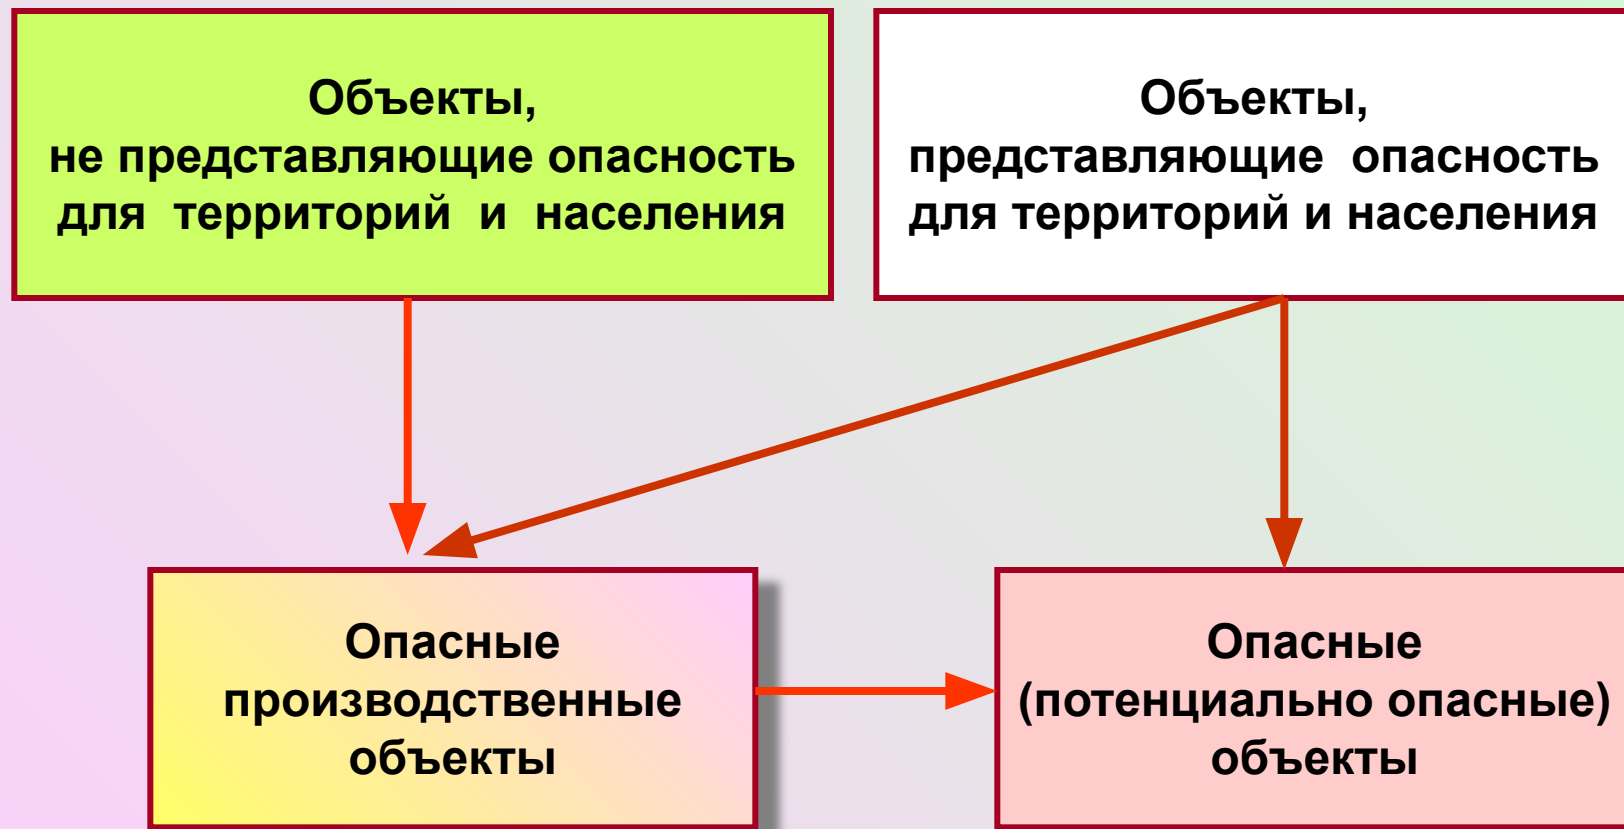 Объекты,
не представляющие опасность
для территорий и населения
Объекты,
представляющие опасность
для территорий и населения
Опасные
производственные
объекты
Опасные
(потенциально опасные)
объекты